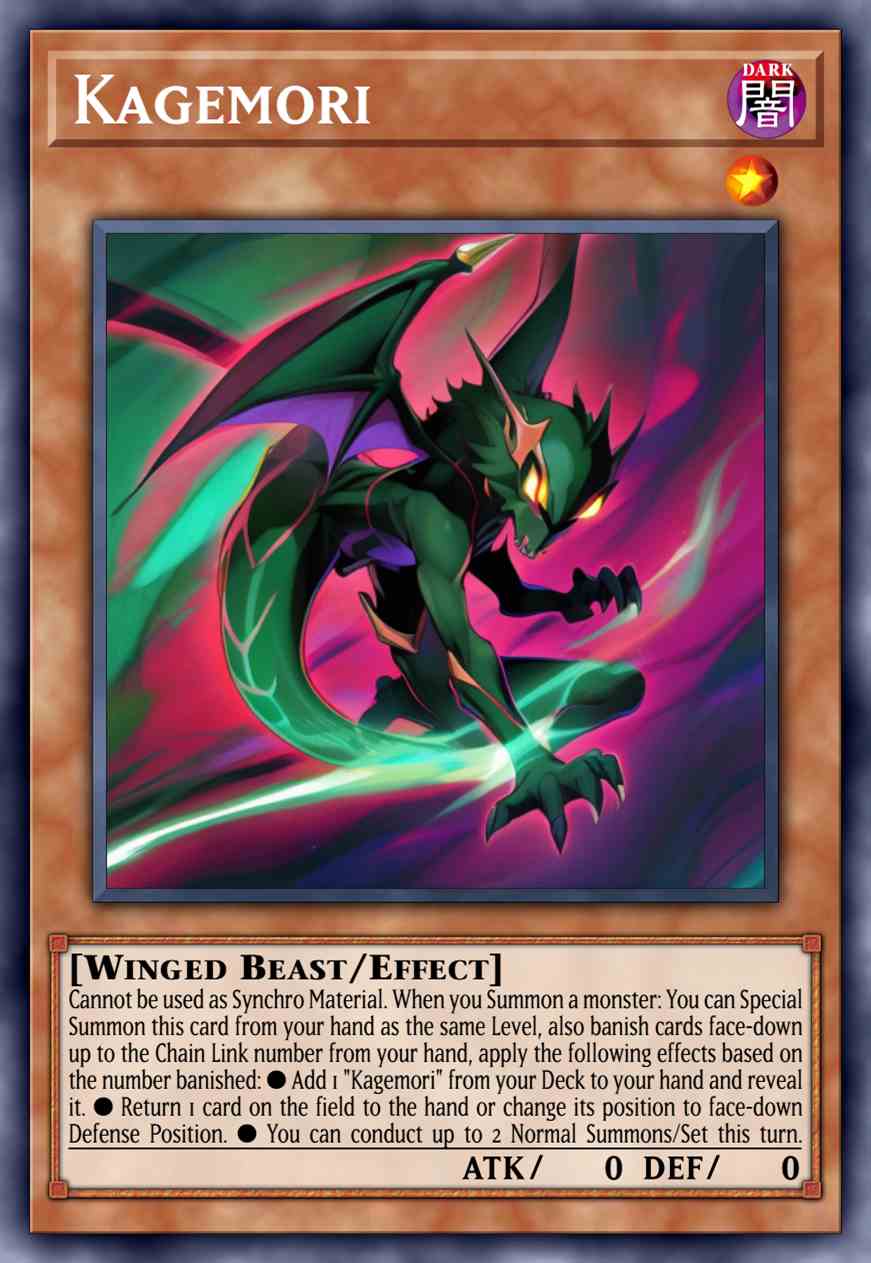 Kagemori
DARK
闇
[Winged Beast/Effect]
Cannot be used as Synchro Material. When you Summon a monster: You can Special
Summon this card from your hand as the same Level, also banish cards face-down
up to the Chain Link number from your hand, apply the following effects based on
the number banished: ● Add 1 "Kagemori" from your Deck to your hand and reveal
it. ● Return 1 card on the field to the hand or change its position to face-down
Defense Position. ● You can conduct up to 2 Normal Summons/Set this turn.
ATK/ 0 DEF/ 0